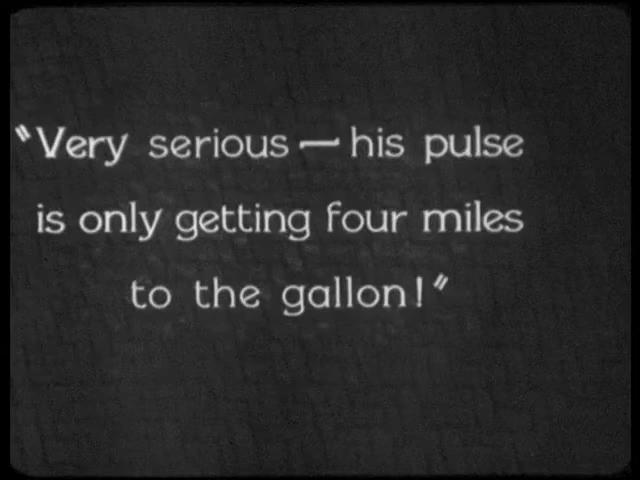 "Very serious — his pulse
is only getting four miles
to the gallon!"